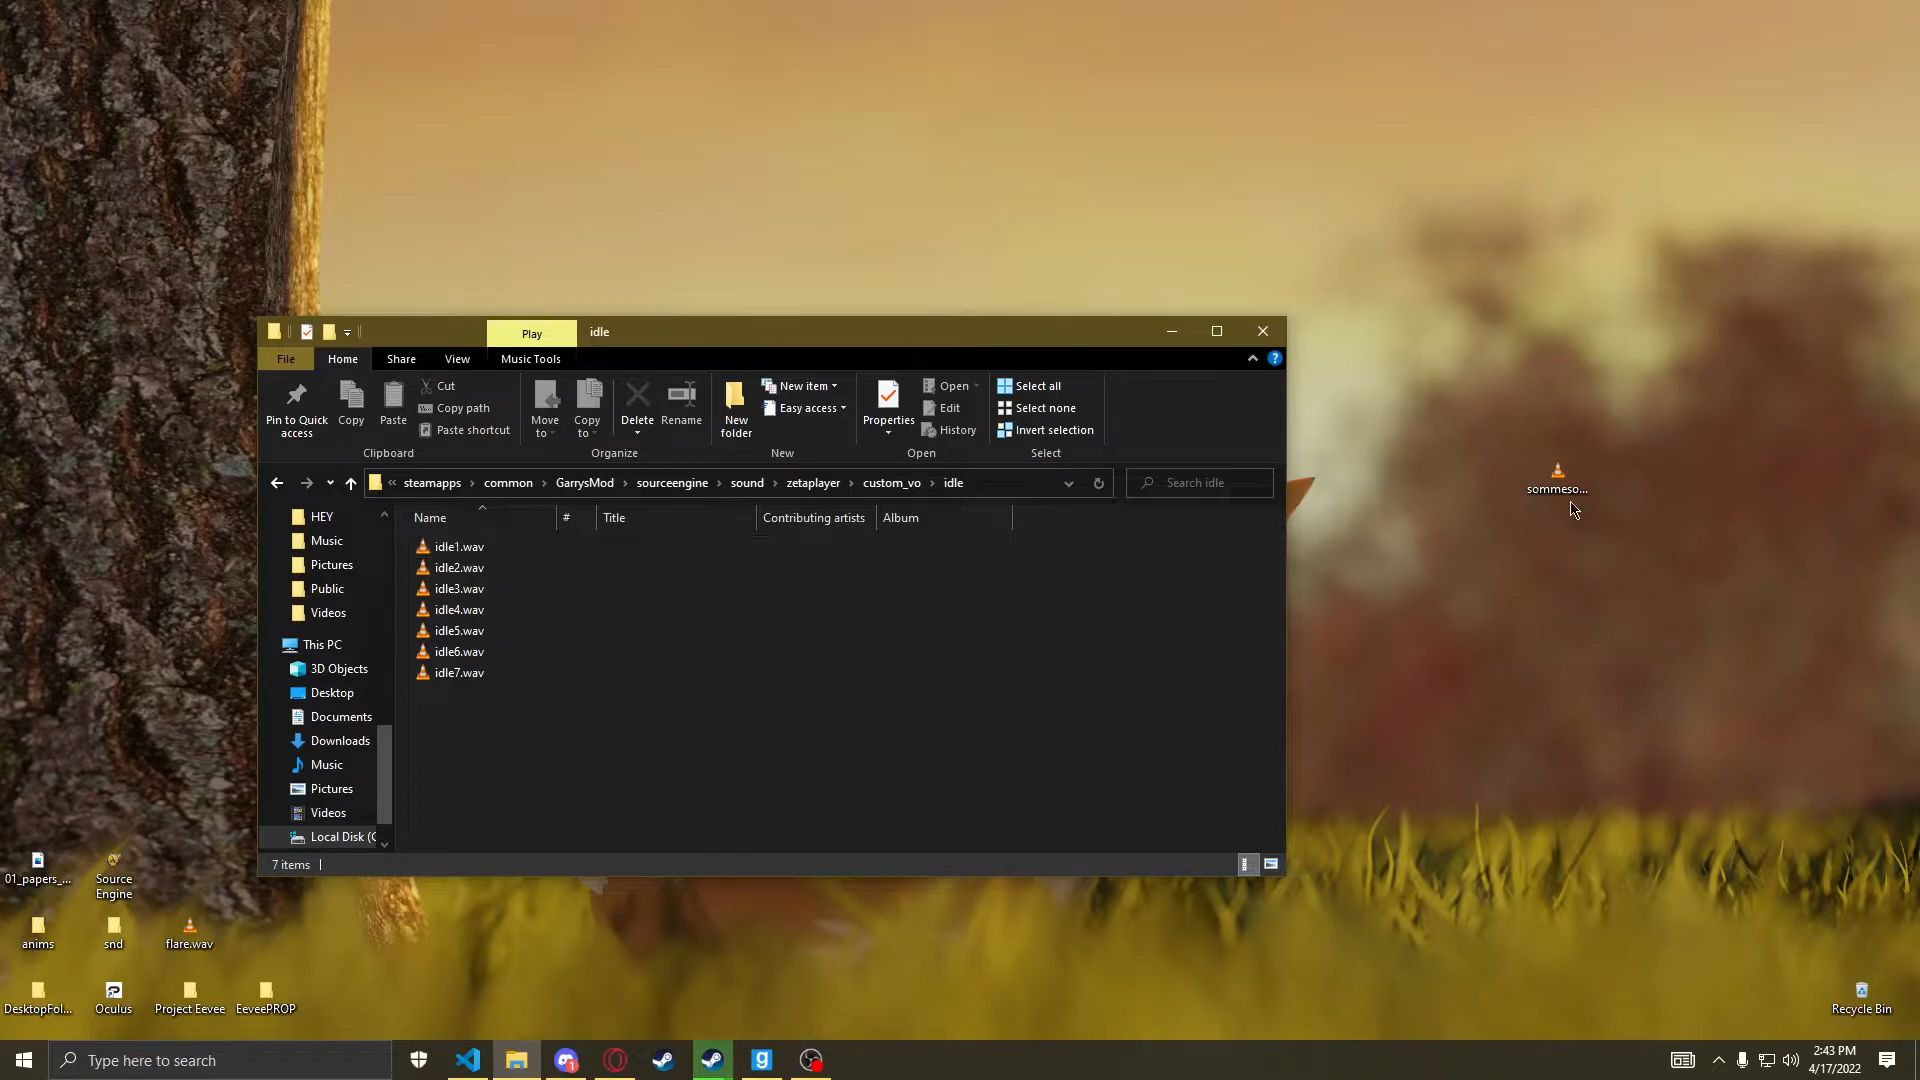 Play
idle
File
Home
Share
View
Music Tools
Pin to Quick access
Copy
Paste
Cut
Copy path
Paste shortcut
Clipboard
Move to
Copy to
Delete
Rename
Organize
New folder
New item
Easy access
New
Properties
Open
Edit
History
Open
Select all
Select none
Invert selection
Select
« steamapps › common › GarrysMod › sourceengine › sound › zetaplayer › custom_vo › idle
Search idle
HEY
Music
Pictures
Public
Videos
This PC
3D Objects
Desktop
Documents
Downloads
Music
Pictures
Videos
Local Disk (C
Name
#
Title
Contributing artists
Album
idle1.wav
idle2.wav
idle3.wav
idle4.wav
idle5.wav
idle6.wav
idle7.wav
7 items
sommeso...
01_papers_...
Source Engine
anims
snd
flare.wav
DesktopFol...
Oculus
Project Eevee
EeveePROP
Recycle Bin
Type here to search
1
g
2:43 PM
4/17/2022